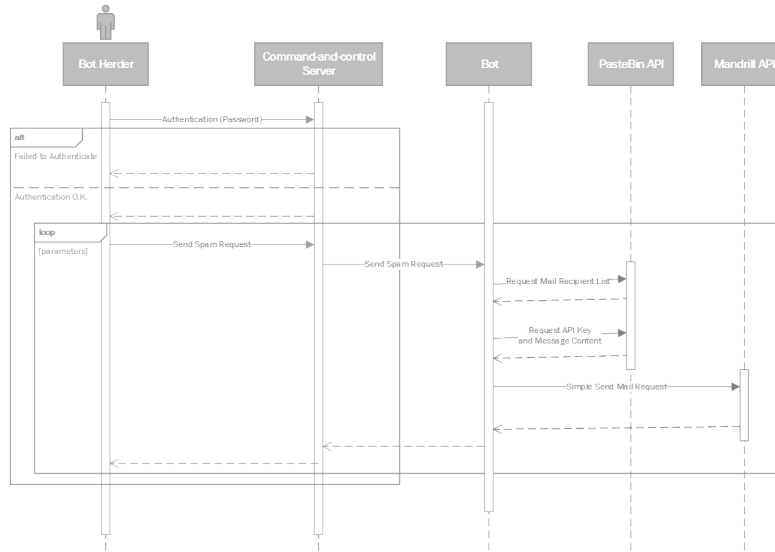 Bot Herder
Command-and-control
Server
Bot
PasteBin API
Mandrill API
Authentication (Password)
alt
Failed to Authenticate
Authentication O.K.
loop
[parameters]
Send Spam Request
Send Spam Request
Request Mail Recipient List
Request API Key
and Message Content
Simple Send Mail Request